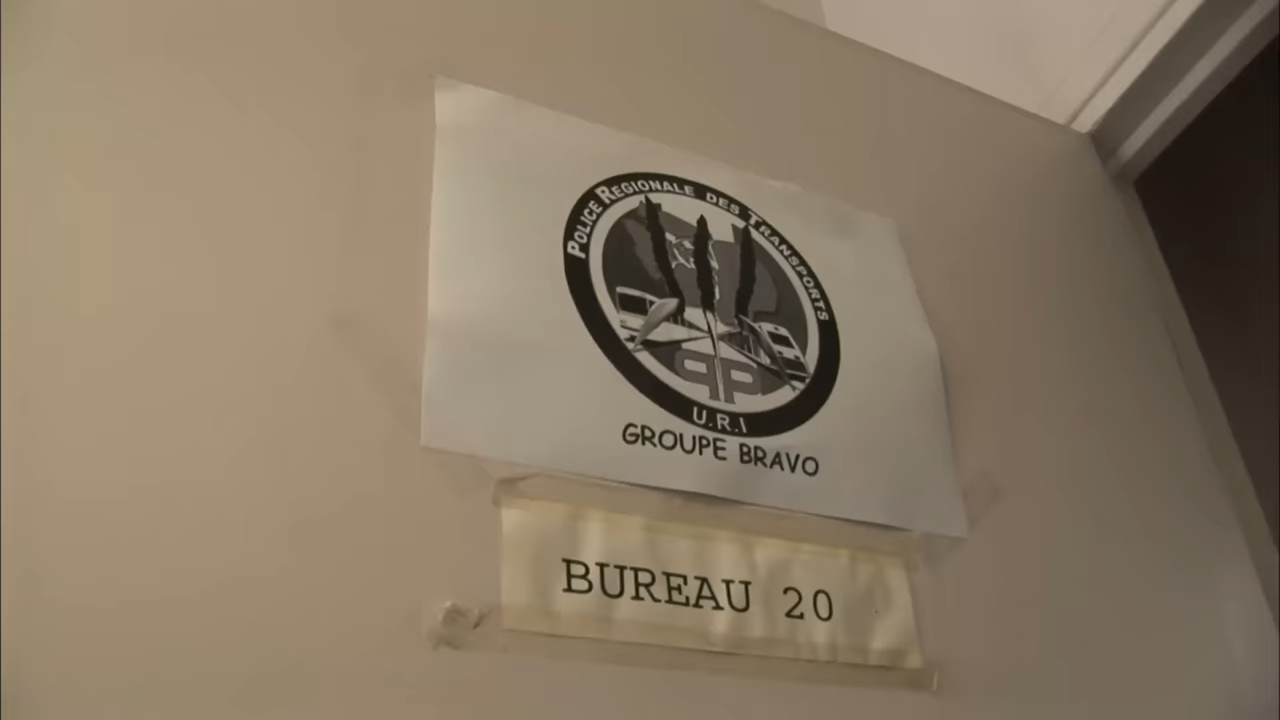 POLICE REGIONALE DES TRANSPORTS
PP
U.R.I
GROUPE BRAVO
BUREAU 20